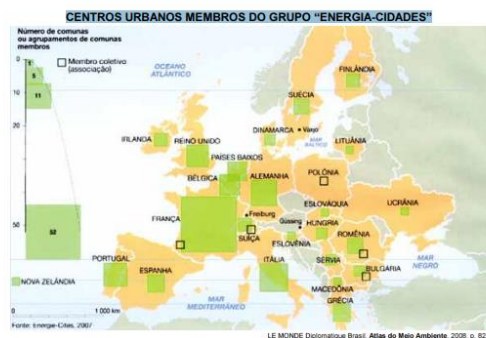 CENTROS URBANOS MEMBROS DO GRUPO “ENERGIA-CIDADES”
Número de comunas
ou agrupamentos de comunas
membros
Membro coletivo
(associação)
0
1
5
11
10
20
50
52
OCEANO
ATLÂNTICO
FINLÂNDIA
SUÉCIA
IRLANDA
REINO UNIDO
DINAMARCA
Växjö
MAR
BÁLTICO
LITUÂNIA
PAÍSES BAIXOS
BÉLGICA
ALEMANHA
POLÔNIA
UCRÂNIA
FRANÇA
Freiburg
Güssing
ESLOVÁQUIA
HUNGRIA
SUÍÇA
ESLOVÊNIA
ROMÊNIA
NOVA ZELÂNDIA
PORTUGAL
ESPANHA
ITÁLIA
SÉRVIA
BULGÁRIA
MACEDÔNIA
GRÉCIA
MAR
NEGRO
MAR
MEDITERRÂNEO
0
1 000 km
Fonte: Energie-Cités, 2007
LE MONDE Diplomatique Brasil. Atlas do Meio Ambiente, 2008. p. 82